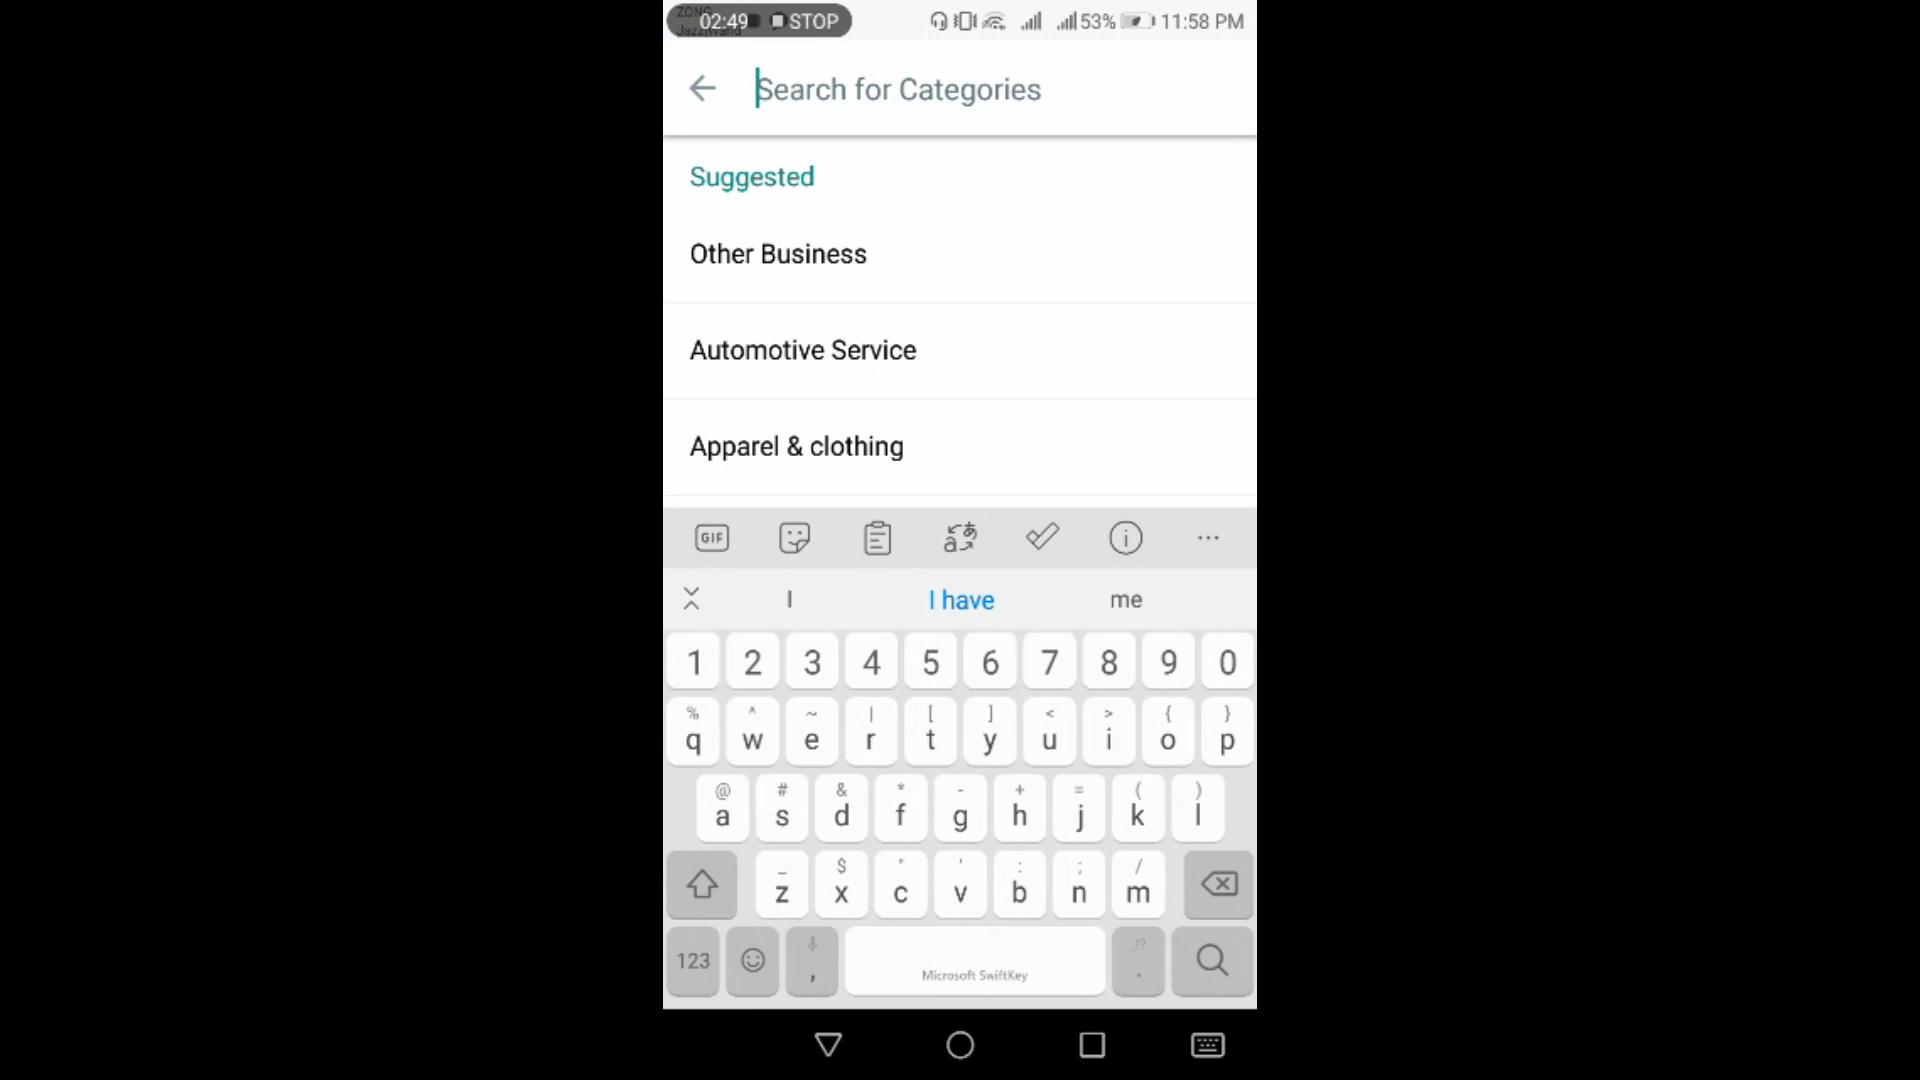 ZONG
02:49 STOP 53% 11:58 PM
Search for Categories
Suggested
Other Business
Automotive Service
Apparel & clothing
GIF
I I have me
1 2 3 4 5 6 7 8 9 0
% ^ ~ | [ ] < > { }
q w e r t y u i o p
@ # & * - + = ( )
a s d f g h j k l
_ $ " ' : ; /
z x c v b n m
123 , Microsoft SwiftKey .